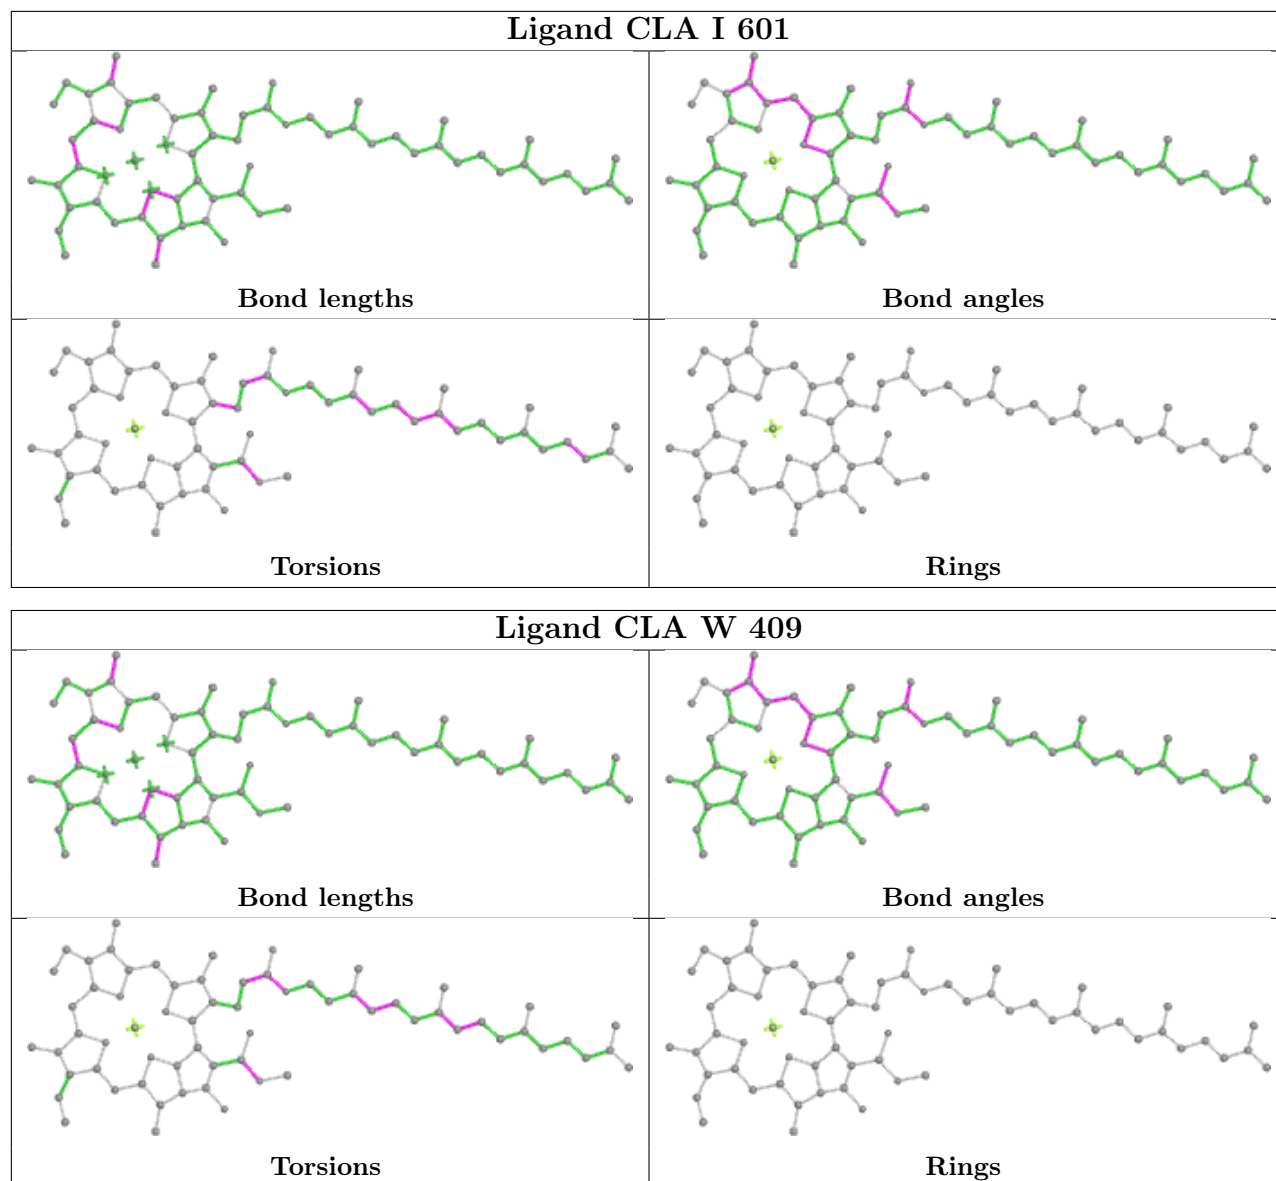 Ligand CLA I 601
Bond lengths
Bond angles
Torsions
Rings
Ligand CLA W 409
Bond lengths
Bond angles
Torsions
Rings